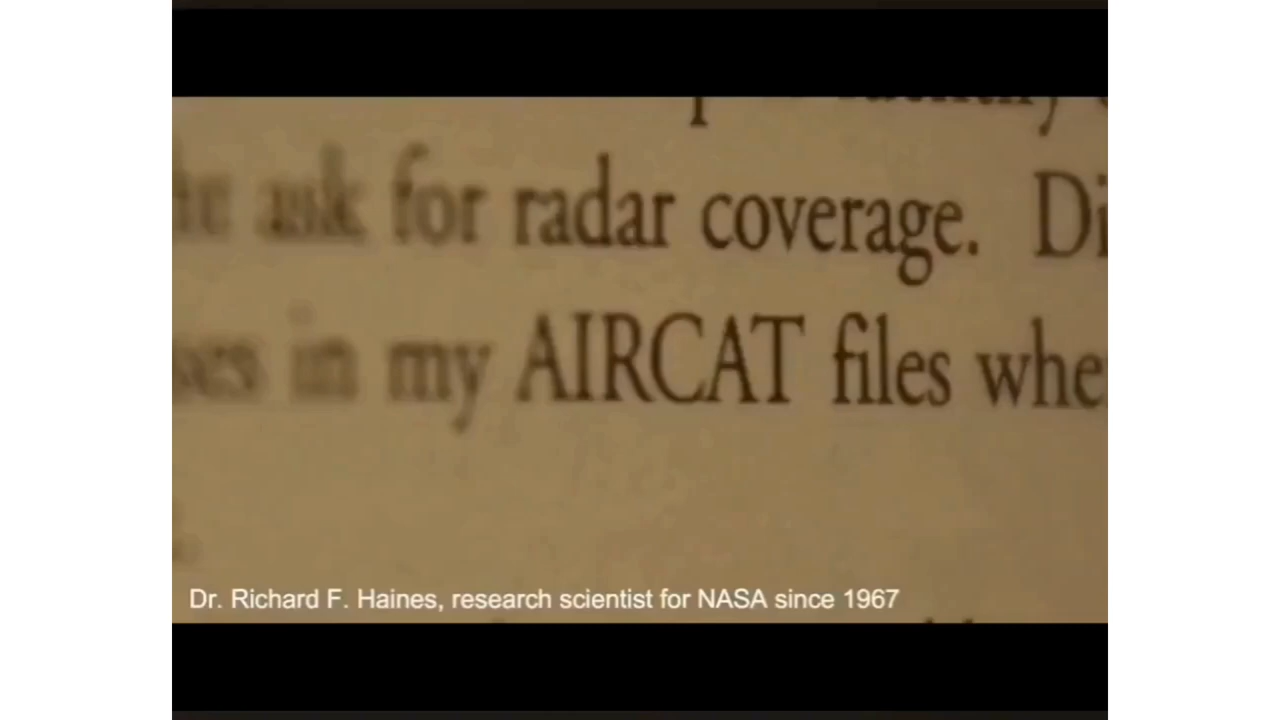 ask for radar coverage. Di
in my AIRCAT files whe
Dr. Richard F. Haines, research scientist for NASA since 1967